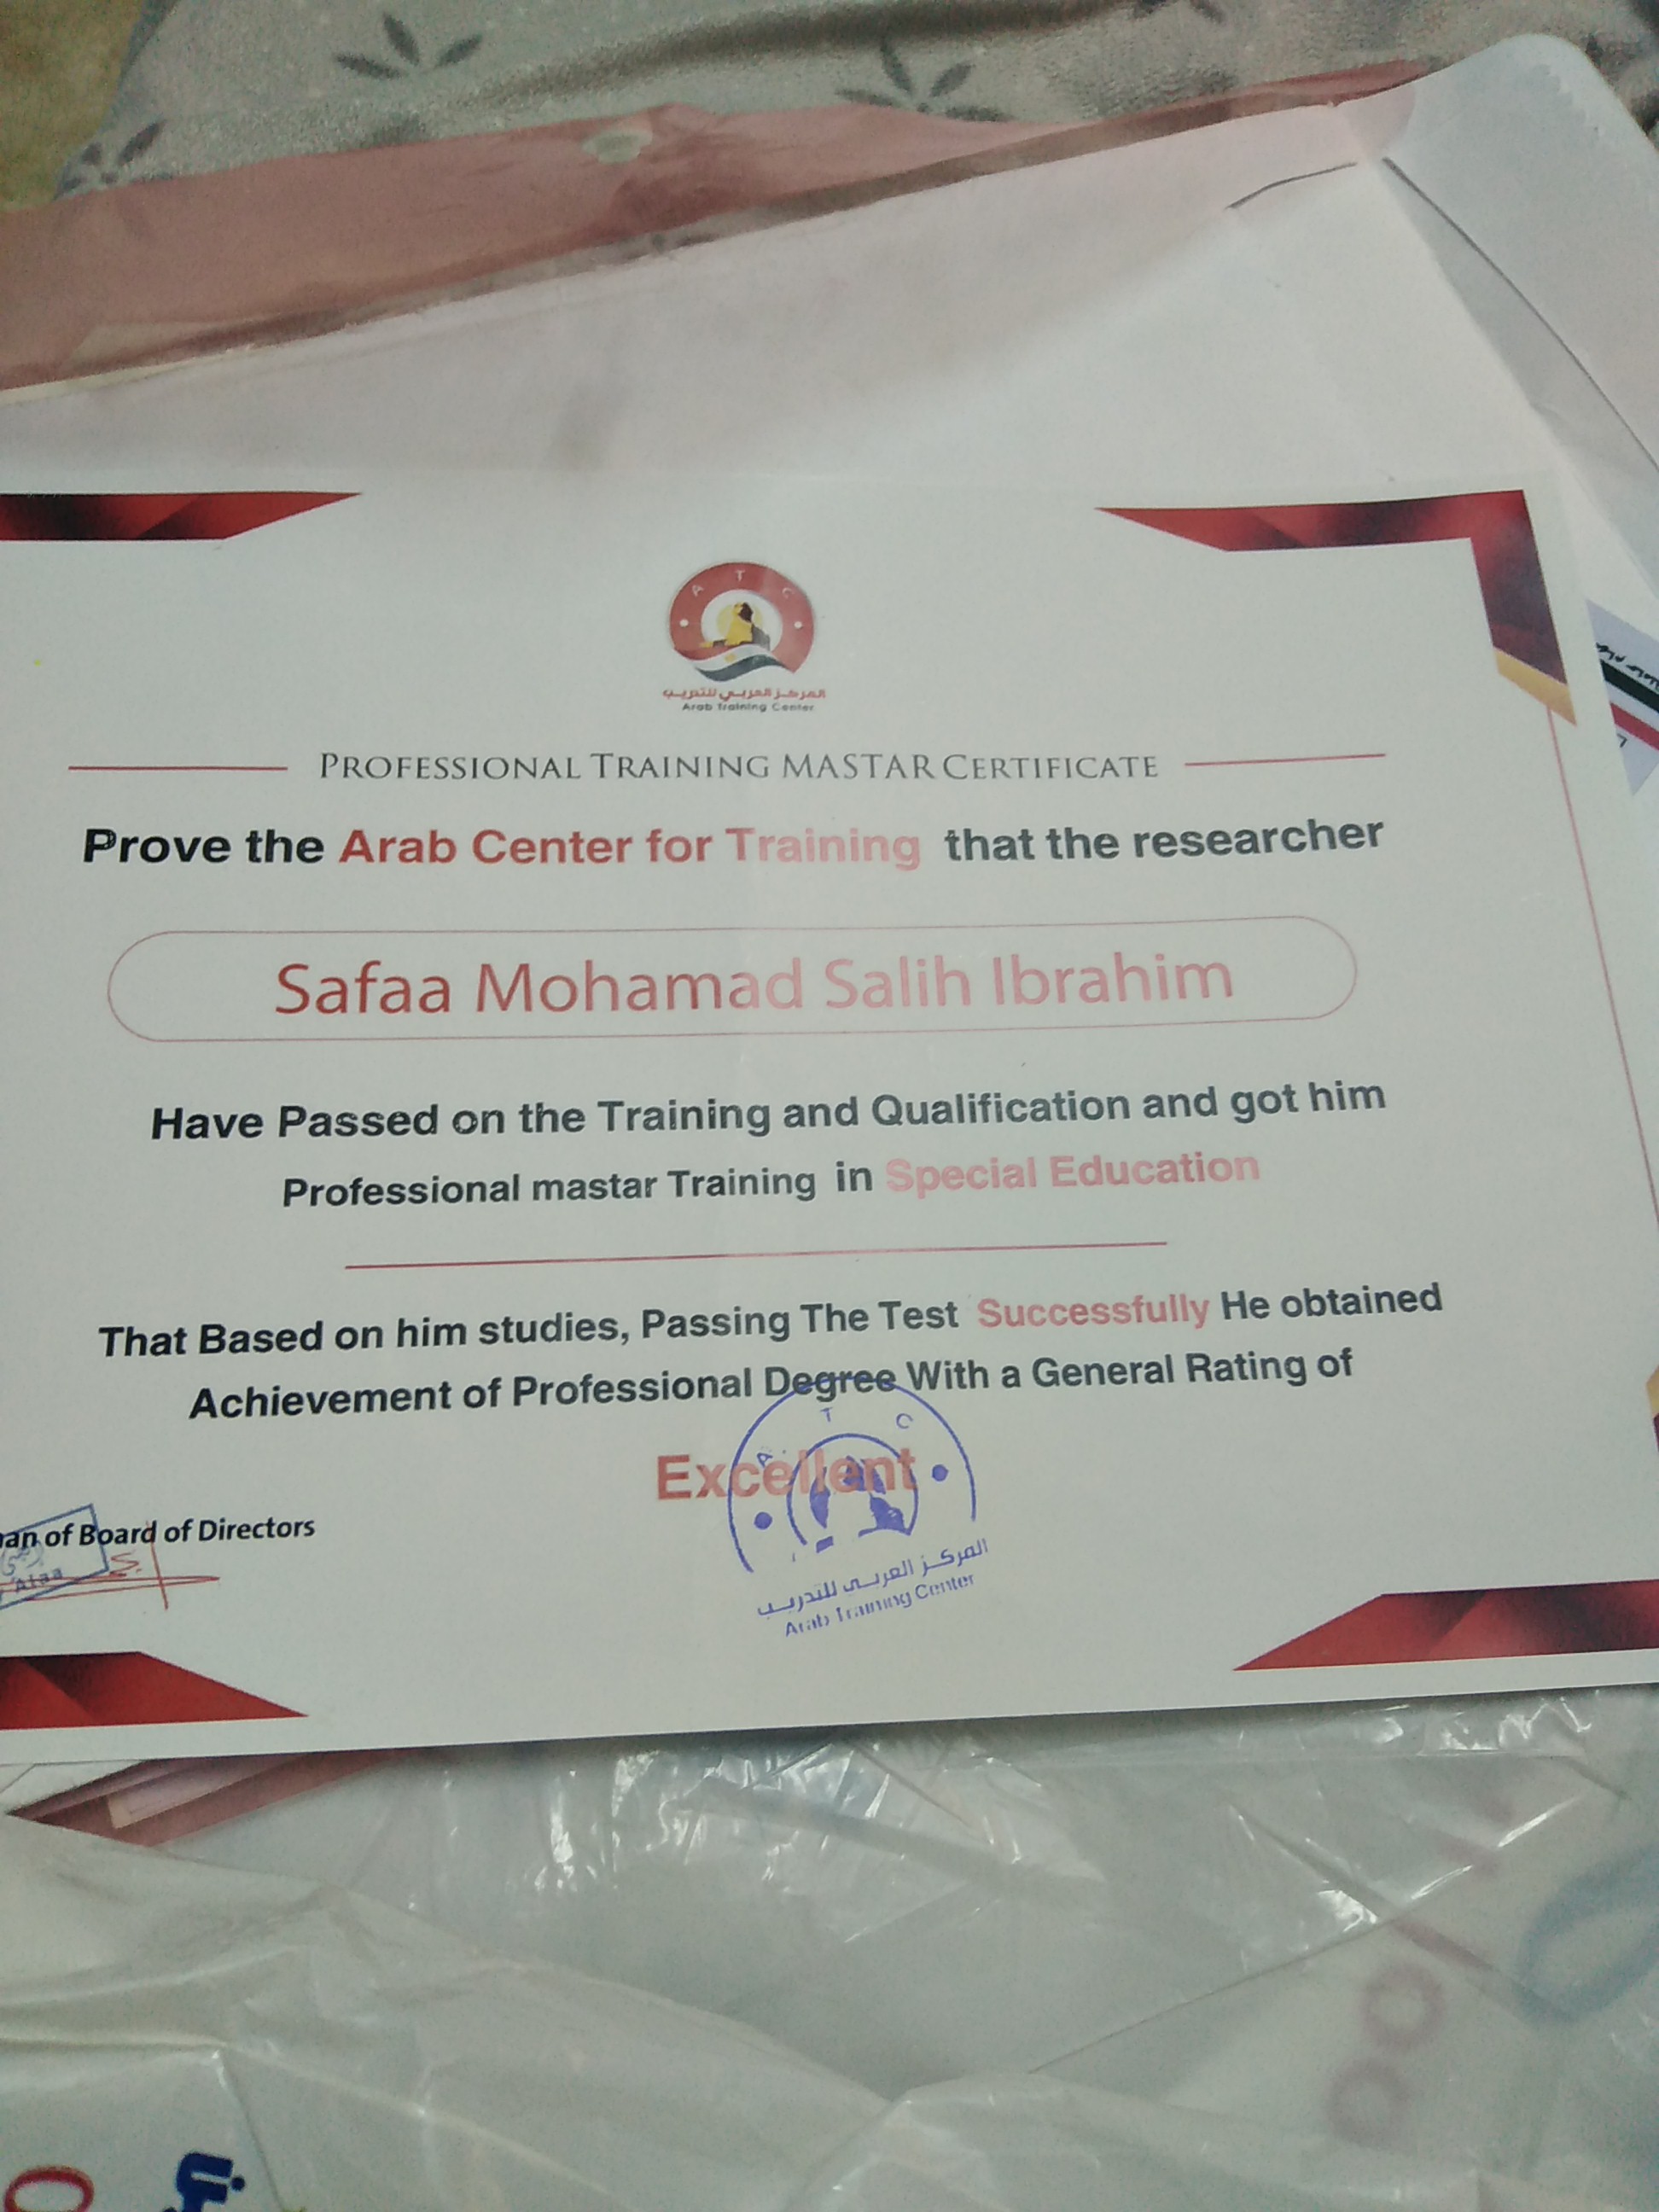 A T C
المركز العربي للتدريب
Arab Training Center
PROFESSIONAL TRAINING MASTAR CERTIFICATE
Prove the Arab Center for Training that the researcher
Safaa Mohamad Salih Ibrahim
Have Passed on the Training and Qualification and got him
Professional mastar Training in Special Education
That Based on him studies, Passing The Test Successfully He obtained
Achievement of Professional Degree With a General Rating of
Excellent
an of Board of Directors
Alaa
A T C
المركز العربى للتدريب
Arab Training Center